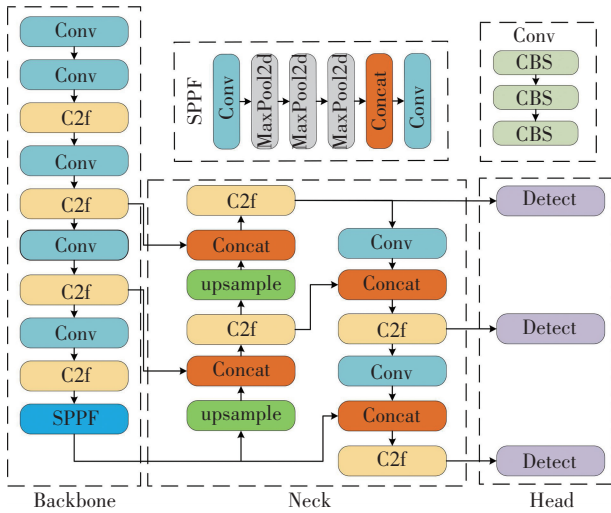 Conv
Conv
C2f
Conv
C2f
Conv
C2f
Conv
C2f
SPPF
Backbone
SPPF
Conv
MaxPool2d
MaxPool2d
MaxPool2d
Concat
Conv
Conv
CBS
CBS
CBS
C2f
Concat
upsample
C2f
Concat
upsample
Conv
Concat
C2f
Conv
Concat
C2f
Neck
Detect
Detect
Detect
Head